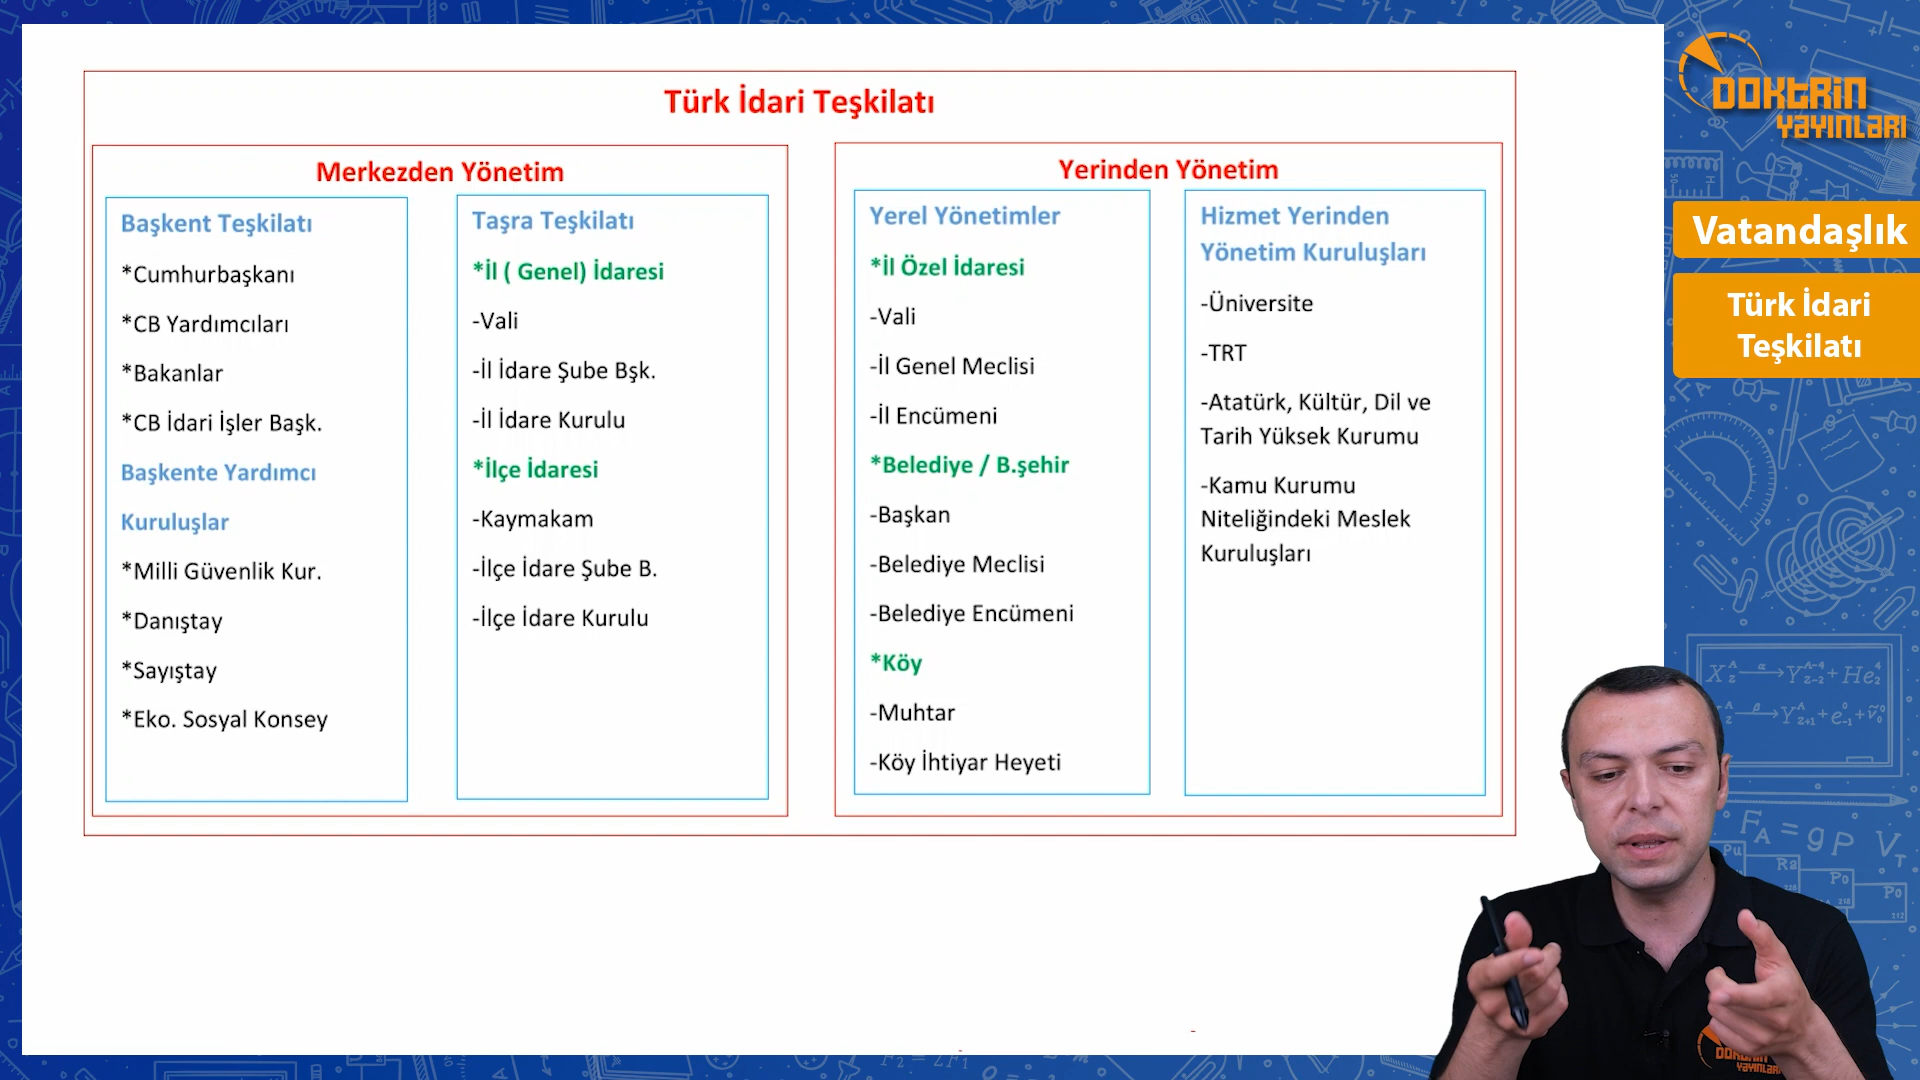 Türk İdari Teşkilatı
Merkezden Yönetim
Başkent Teşkilatı
*Cumhurbaşkanı
*CB Yardımcıları
*Bakanlar
*CB İdari İşler Başk.
Başkente Yardımcı
Kuruluşlar
*Milli Güvenlik Kur.
*Danıştay
*Sayıştay
*Eko. Sosyal Konsey
Taşra Teşkilatı
*İl ( Genel) İdaresi
-Vali
-İl İdare Şube Bşk.
-İl İdare Kurulu
*İlçe İdaresi
-Kaymakam
-İlçe İdare Şube B.
-İlçe İdare Kurulu
Yerinden Yönetim
Yerel Yönetimler
*İl Özel İdaresi
-Vali
-İl Genel Meclisi
-İl Encümeni
*Belediye / B.şehir
-Başkan
-Belediye Meclisi
-Belediye Encümeni
*Köy
-Muhtar
-Köy İhtiyar Heyeti
Hizmet Yerinden
Yönetim Kuruluşları
-Üniversite
-TRT
-Atatürk, Kültür, Dil ve
Tarih Yüksek Kurumu
-Kamu Kurumu
Niteliğindeki Meslek
Kuruluşları
DOKTRİN
YAYINLARI
Vatandaşlık
Türk İdari
Teşkilatı
DOKTRİN
YAYINLARI